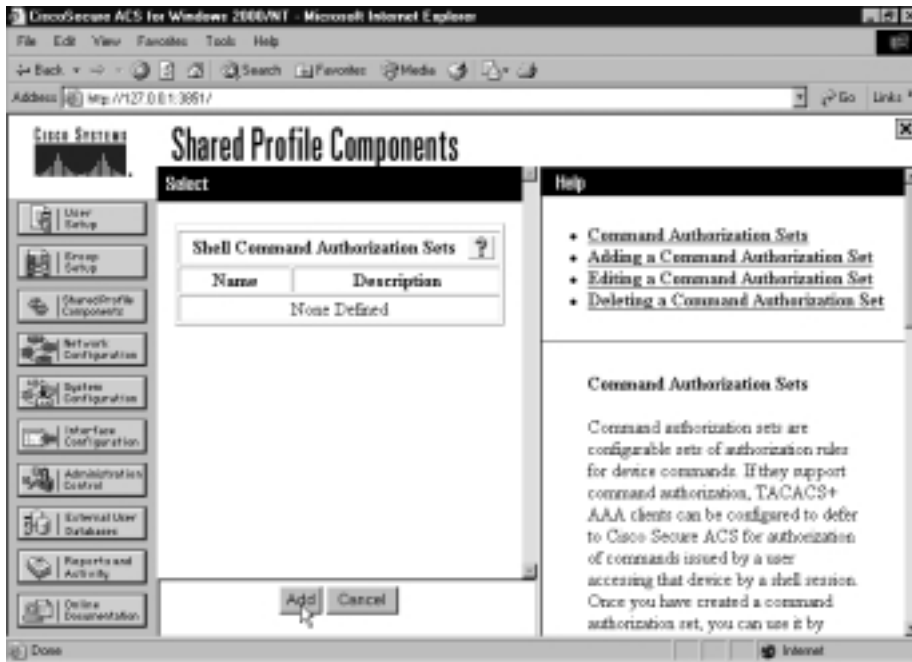 CiscoSecure ACS for Windows 2000/NT - Microsoft Internet Explorer
File Edit View Favorites Tools Help
Back Search Favorites Media
Address http://127.0.0.1:3851/ Go Links
CISCO SYSTEMS
Shared Profile Components
Select
Shell Command Authorization Sets ?
Name Description
None Defined
Add Cancel
User
Setup
Group
Setup
Shared Profile
Components
Network
Configuration
System
Configuration
Interface
Configuration
Administration
Control
External User
Databases
Reports and
Activity
Online
Documentation
Help
Command Authorization Sets
Adding a Command Authorization Set
Editing a Command Authorization Set
Deleting a Command Authorization Set
Command Authorization Sets
Command authorization sets are
configurable sets of authorization rules
for device commands. If they support
command authorization, TACACS+
AAA clients can be configured to defer
to Cisco Secure ACS for authorization
of commands issued by a user
accessing that device by a shell session.
Once you have created a command
authorization set, you can use it by
Done Internet